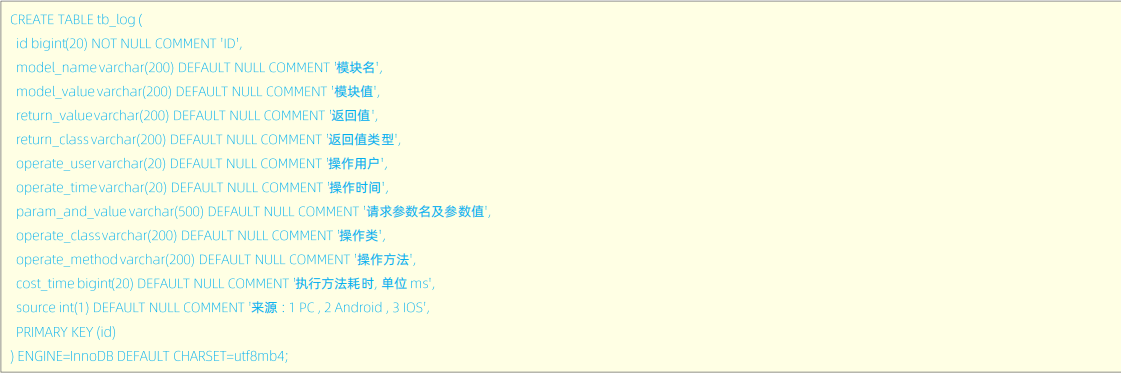 CREATE TABLE tb_log (
id bigint(20) NOT NULL COMMENT 'ID',
model_name varchar(200) DEFAULT NULL COMMENT '模块名',
model_value varchar(200) DEFAULT NULL COMMENT '模块值',
return_value varchar(200) DEFAULT NULL COMMENT '返回值',
return_class varchar(200) DEFAULT NULL COMMENT '返回值类型',
operate_user varchar(20) DEFAULT NULL COMMENT '操作用户',
operate_time varchar(20) DEFAULT NULL COMMENT '操作时间',
param_and_value varchar(500) DEFAULT NULL COMMENT '请求参数名及参数值',
operate_class varchar(200) DEFAULT NULL COMMENT '操作类',
operate_method varchar(200) DEFAULT NULL COMMENT '操作方法',
cost_time bigint(20) DEFAULT NULL COMMENT '执行方法耗时, 单位 ms',
source int(1) DEFAULT NULL COMMENT '来源 : 1 PC , 2 Android , 3 IOS',
PRIMARY KEY (id)
) ENGINE=InnoDB DEFAULT CHARSET=utf8mb4;